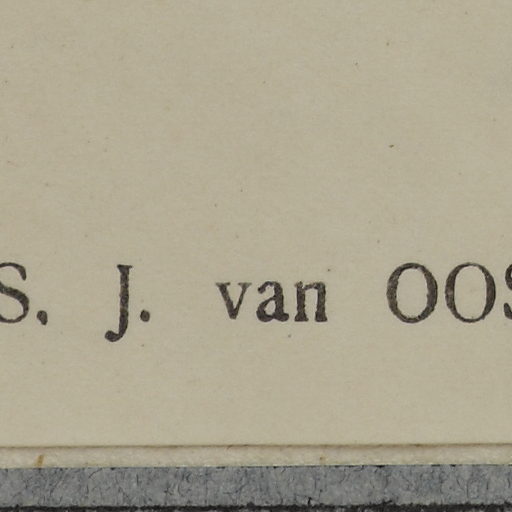 S. J. van OOS